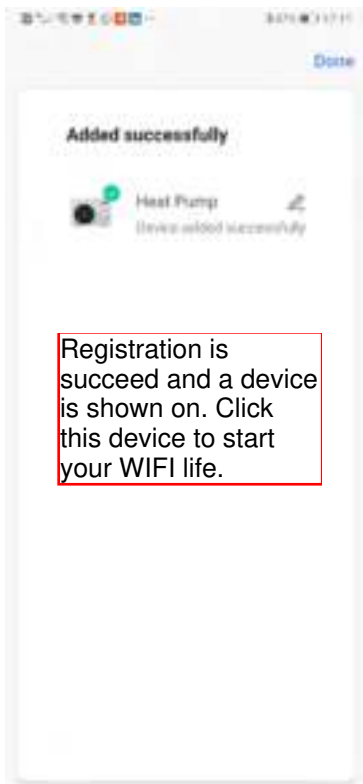 Done
Added successfully
Heat Pump
Device added successfully
Registration is
succeed and a device
is shown on. Click
this device to start
your WIFI life.